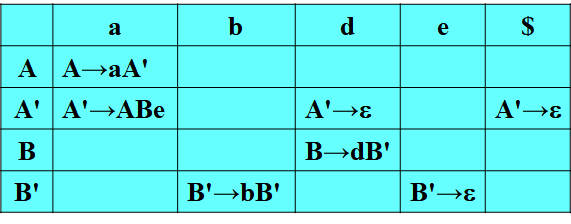 a b d e $
A A→aA'
A' A'→ABe A'→ε A'→ε
B B→dB'
B' B'→bB' B'→ε